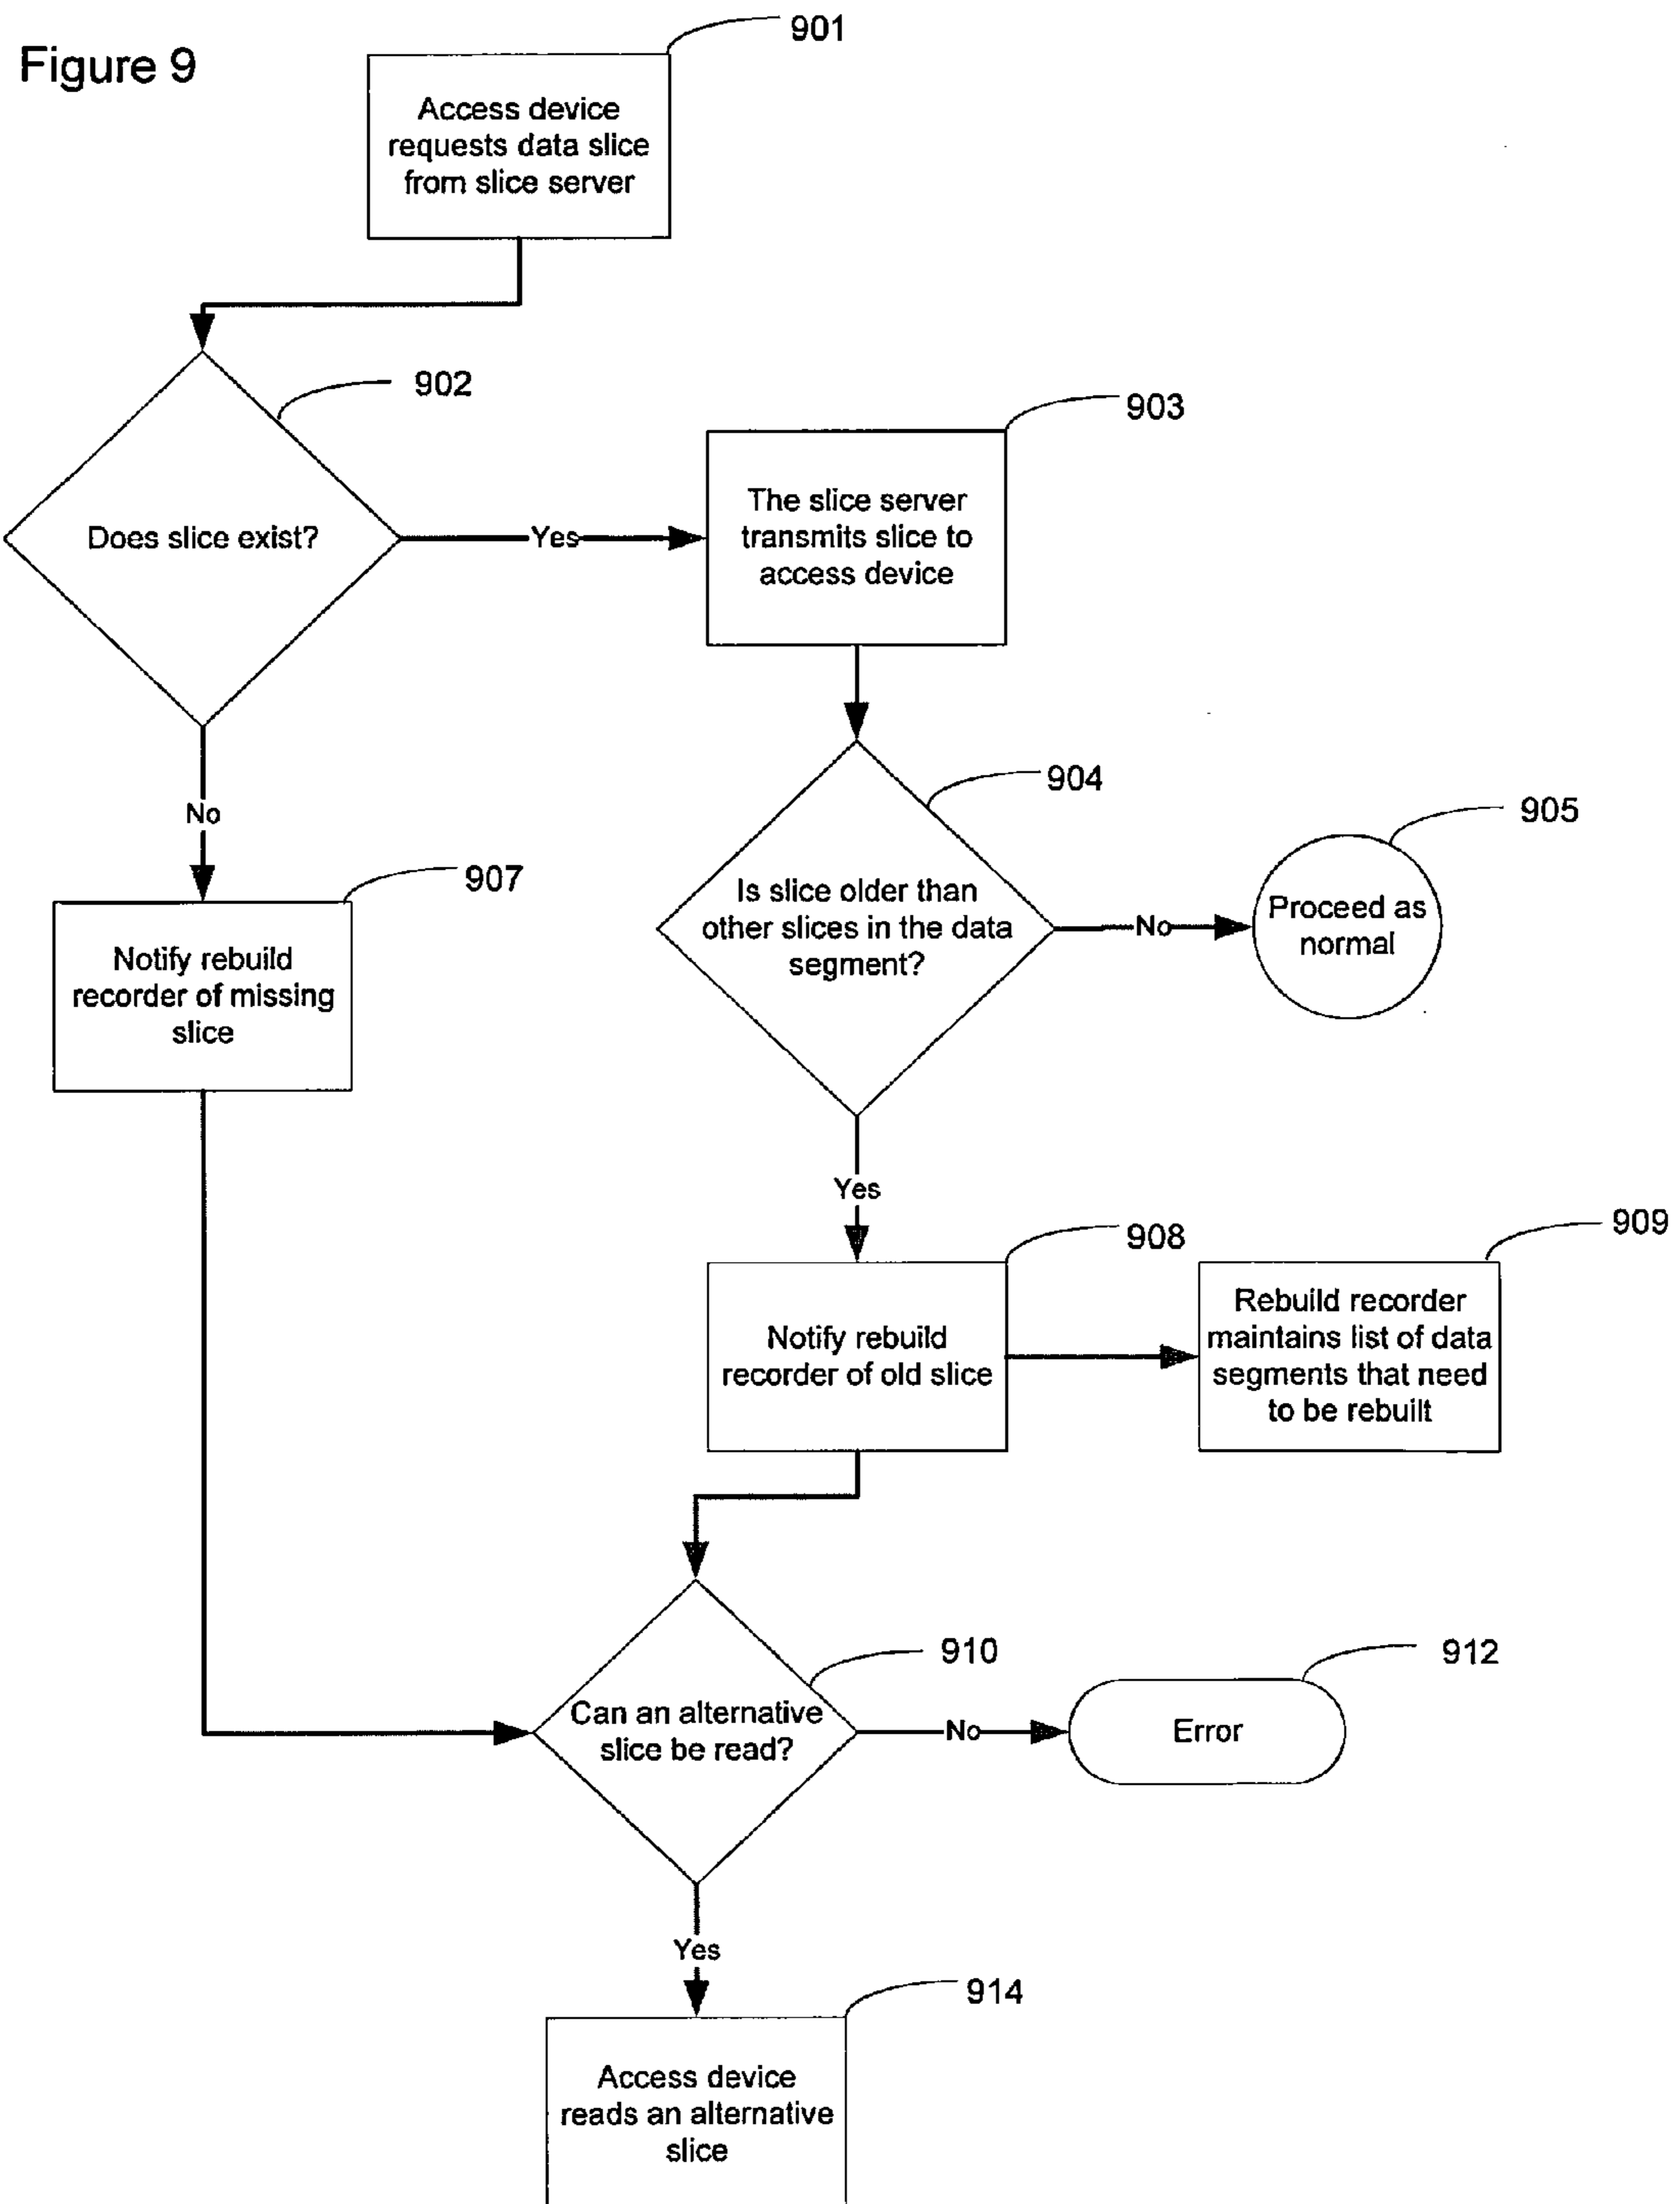 Figure 9
901
Access device
requests data slice
from slice server
902
Does slice exist?
Yes
903
The slice server
transmits slice to
access device
No
904
Is slice older than
other slices in the data
segment?
No
905
Proceed as
normal
907
Notify rebuild
recorder of missing
slice
Yes
908
Notify rebuild
recorder of old slice
909
Rebuild recorder
maintains list of data
segments that need
to be rebuilt
910
Can an alternative
slice be read?
No
912
Error
Yes
914
Access device
reads an alternative
slice